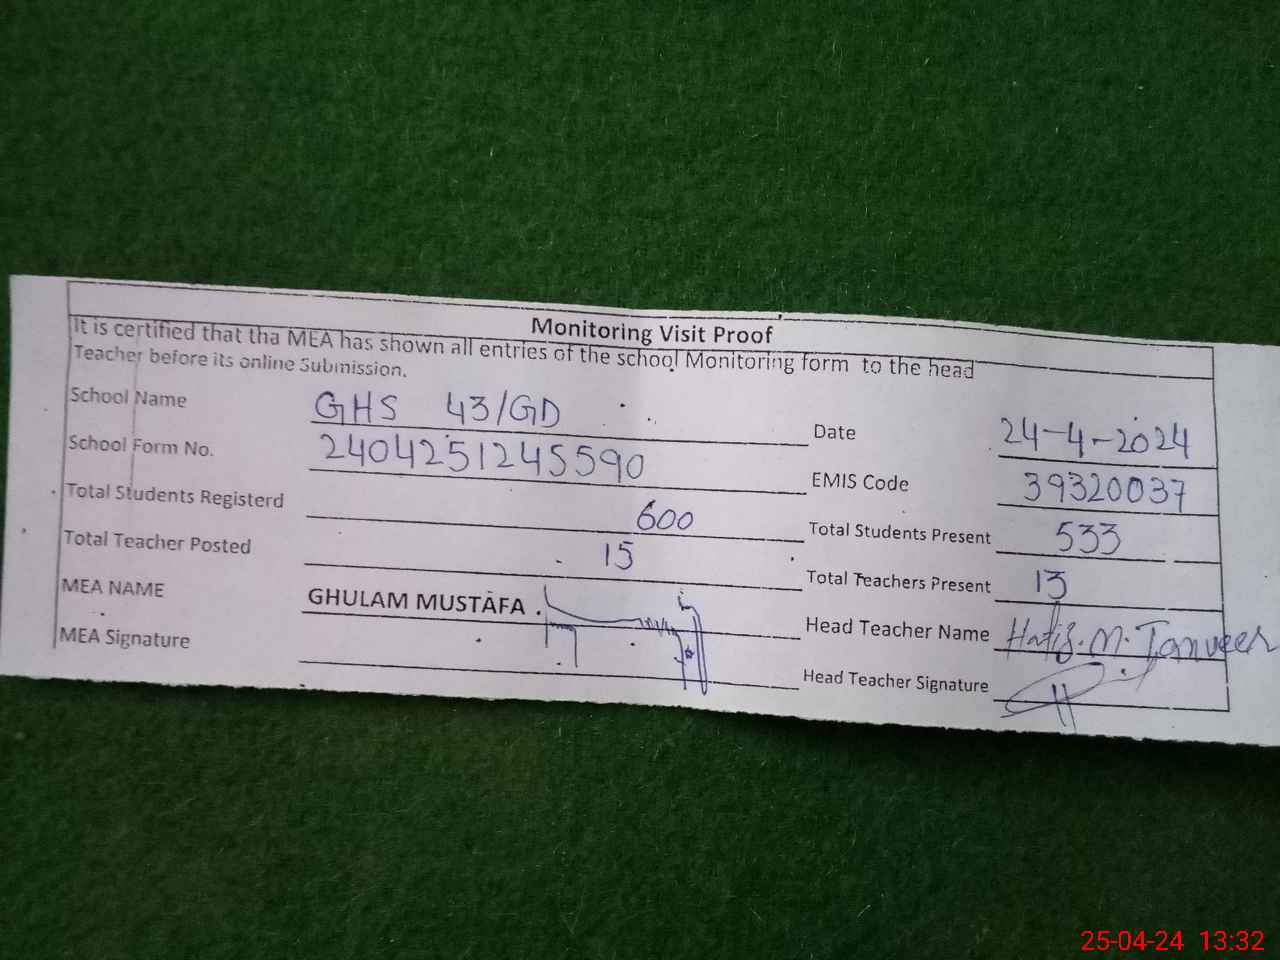 Monitoring Visit Proof
It is certified that tha MEA has shown all entries of the school Monitoring form to the head
Teacher before its online Submission.
School Name GHS 43/GD Date 24-4-2024
School Form No. 2404251245590 EMIS Code 39320037
Total Students Registerd 600 Total Students Present 533
Total Teacher Posted 15 Total Teachers Present 13
MEA NAME GHULAM MUSTAFA . Head Teacher Name Hafiz. M. Tanveer
MEA Signature Head Teacher Signature
25-04-24 13:32